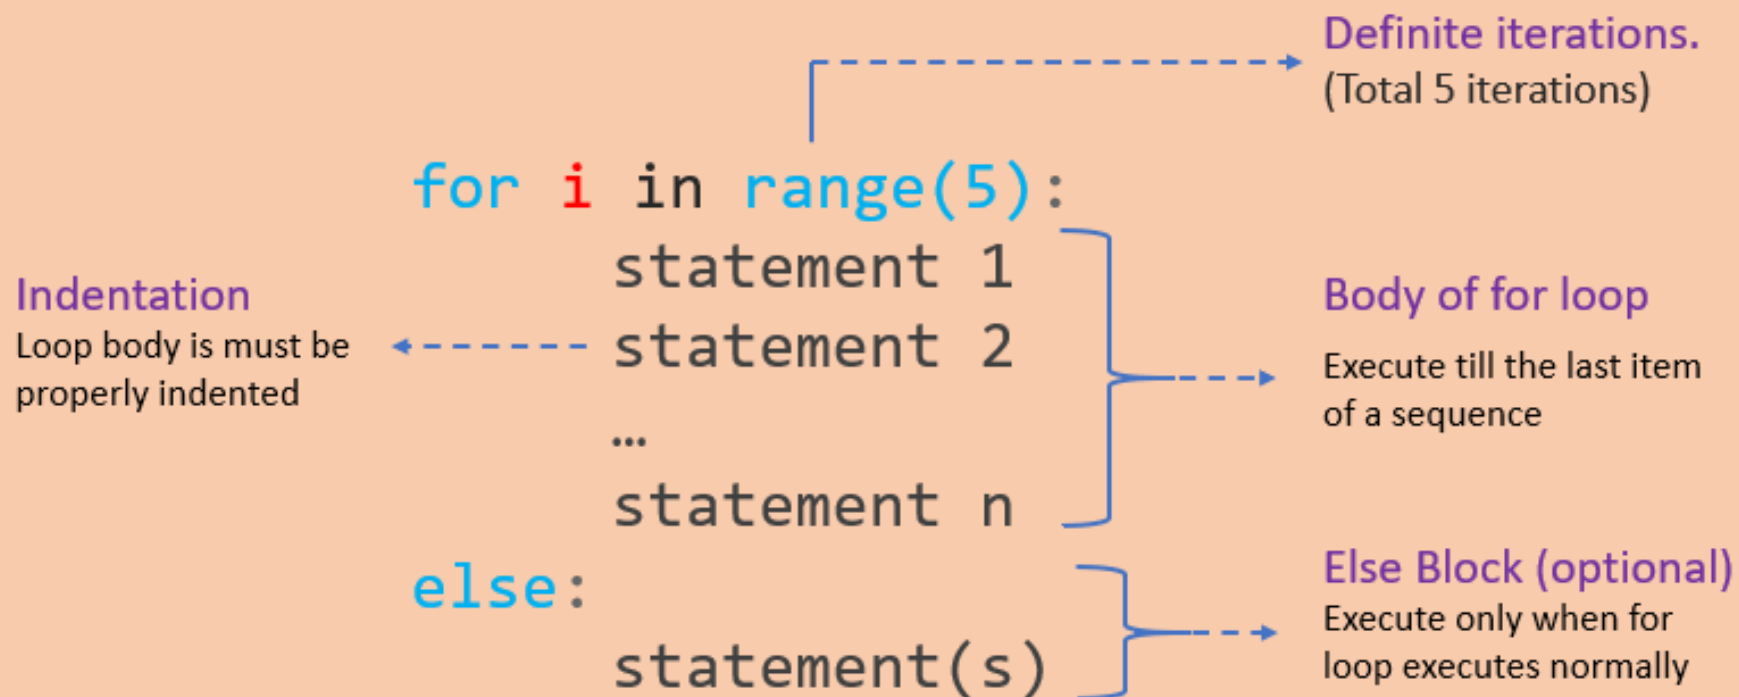 Definite iterations.
(Total 5 iterations)
for i in range(5):
statement 1
Indentation
Loop body is must be
properly indented
statement 2
…
statement n
Body of for loop
Execute till the last item
of a sequence
else:
statement(s)
Else Block (optional)
Execute only when for
loop executes normally